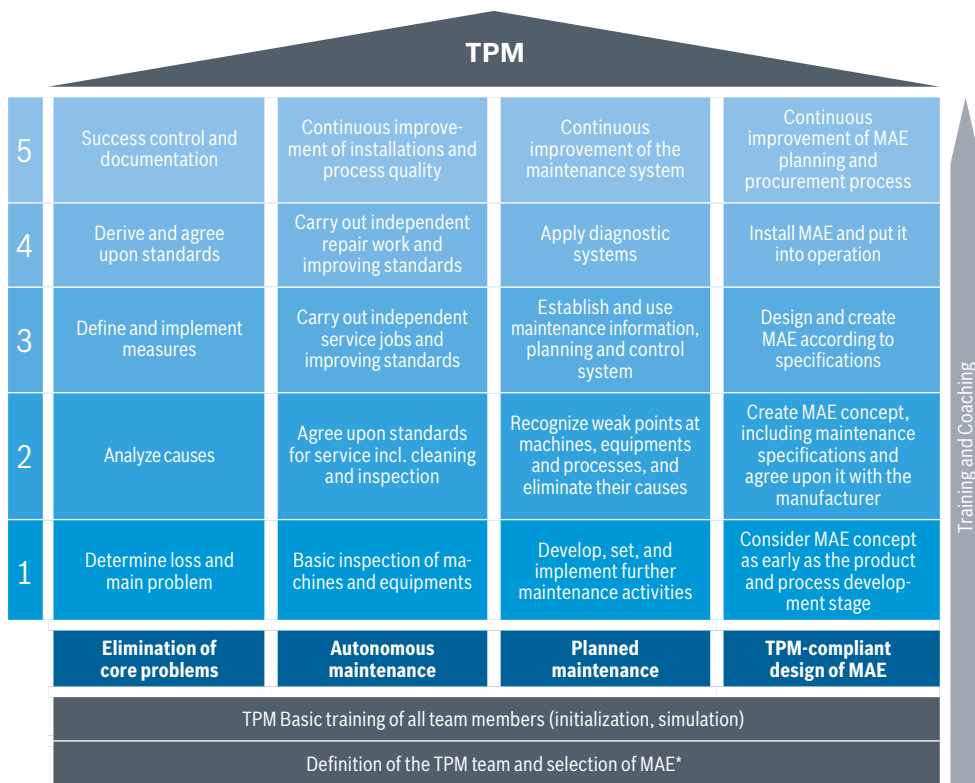 TPM
5
Success control and
documentation
Continuous improve-
ment of installations and
process quality
Continuous
improvement of the
maintenance system
Continuous
improvement of MAE
planning and
procurement process
4
Derive and agree
upon standards
Carry out independent
repair work and
improving standards
Apply diagnostic
systems
Install MAE and put it
into operation
3
Define and implement
measures
Carry out independent
service jobs and
improving standards
Establish and use
maintenance information,
planning and control
system
Design and create
MAE according to
specifications
2
Analyze causes
Agree upon standards
for service incl. cleaning
and inspection
Recognize weak points at
machines, equipments
and processes, and
eliminate their causes
Create MAE concept,
including maintenance
specifications and
agree upon it with the
manufacturer
1
Determine loss and
main problem
Basic inspection of ma-
chines and equipments
Develop, set, and
implement further
maintenance activities
Consider MAE concept
as early as the product
and process develop-
ment stage
Elimination of
core problems
Autonomous
maintenance
Planned
maintenance
TPM-compliant
design of MAE
TPM Basic training of all team members (initialization, simulation)
Definition of the TPM team and selection of MAE*
Training and Coaching